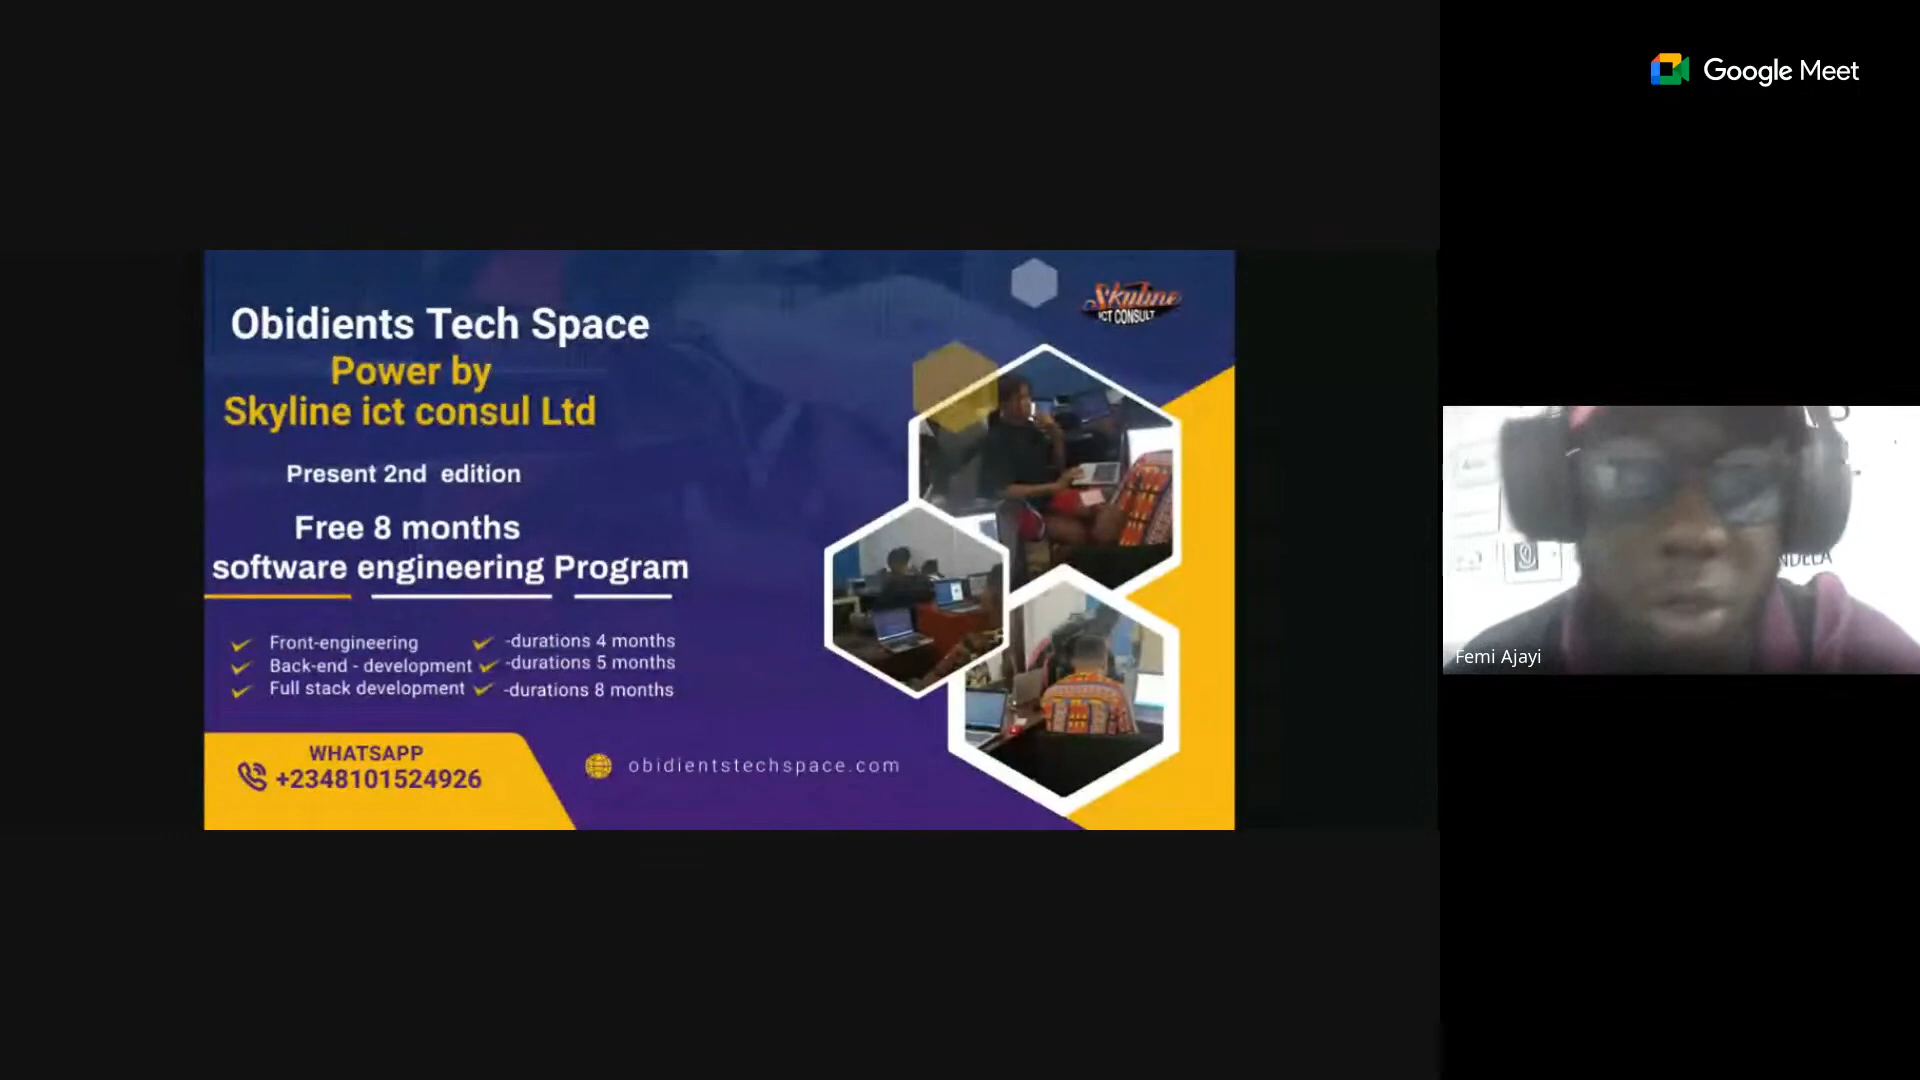 Google Meet
Skyline
ICT CONSULT
Obidients Tech Space
Power by
Skyline ict consul Ltd
Present 2nd edition
Free 8 months
software engineering Program
Front-engineering -durations 4 months
Back-end - development -durations 5 months
Full stack development -durations 8 months
WHATSAPP
+2348101524926
obidientstechspace.com
NDELA
Femi Ajayi